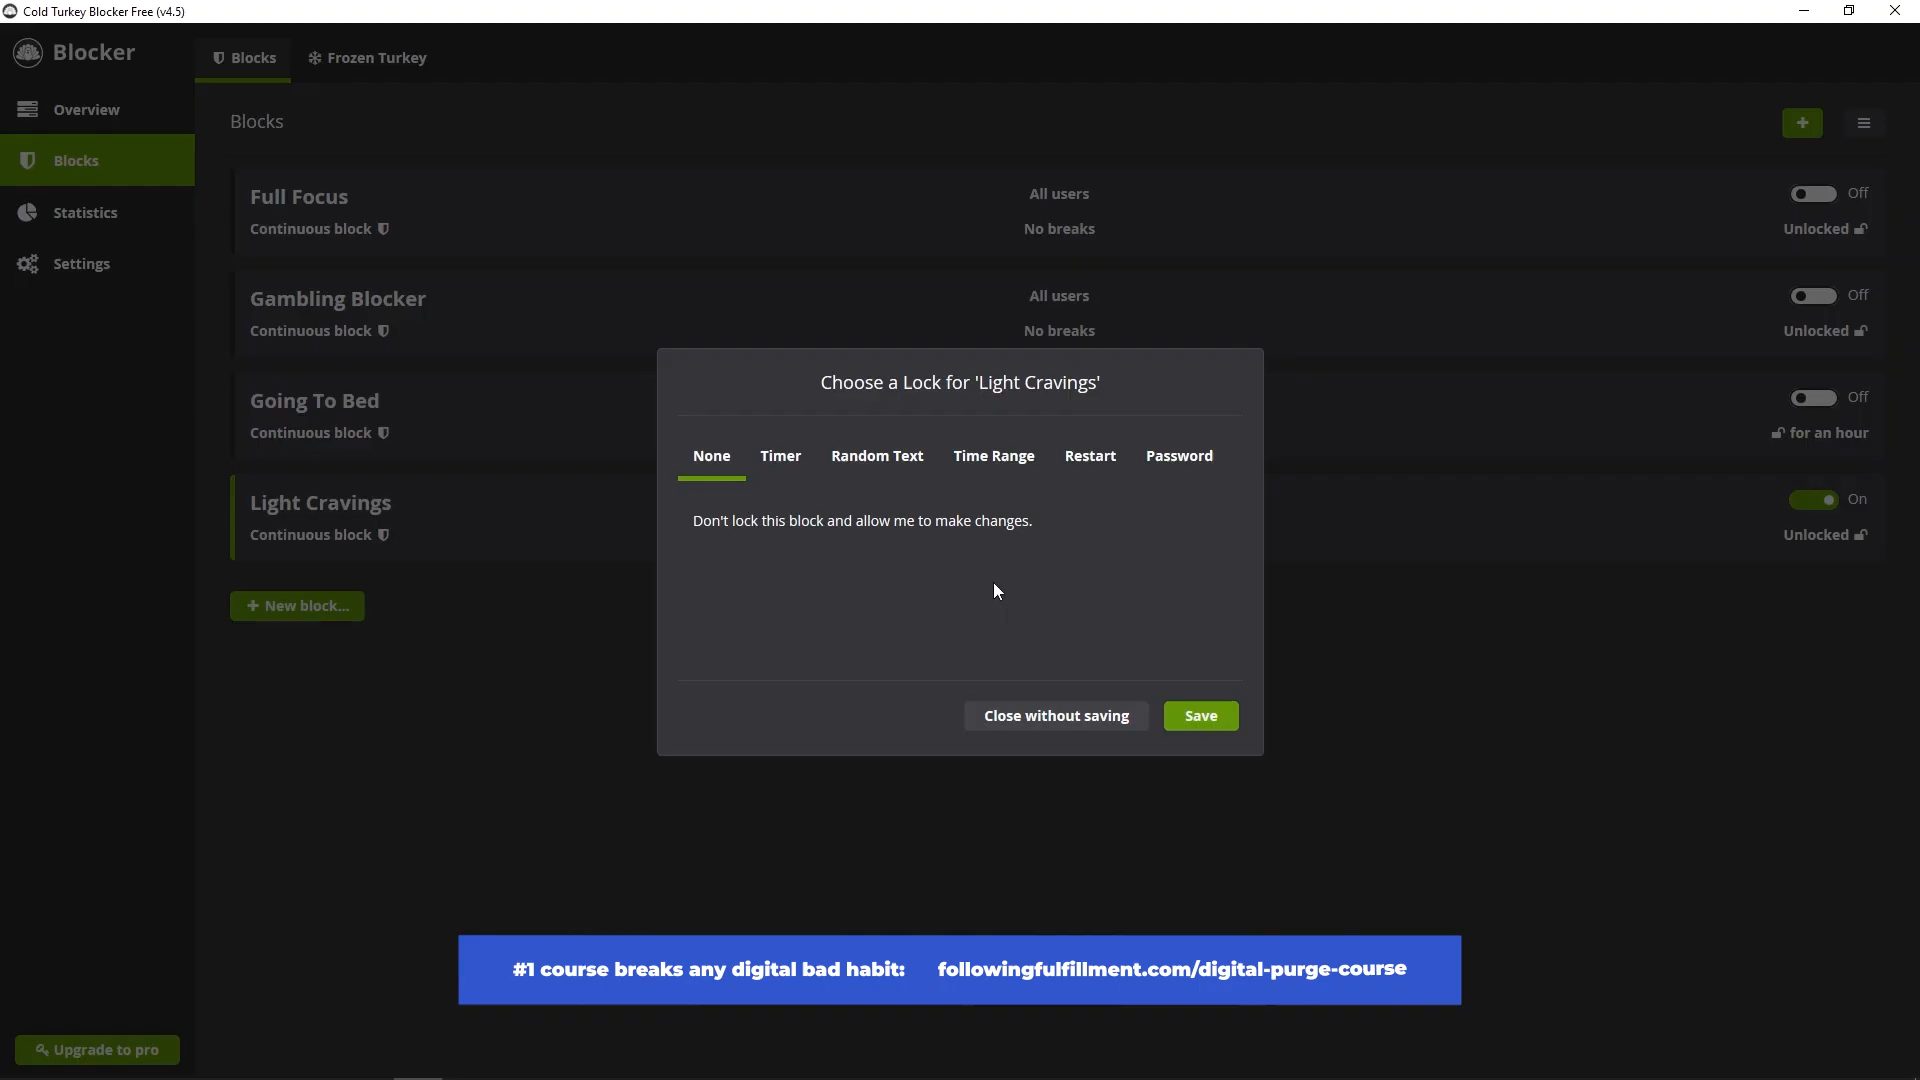 Cold Turkey Blocker Free (v4.5)
Blocker
Blocks
Frozen Turkey
Overview
Blocks
Statistics
Settings
Blocks
Full Focus
All users
Off
Continuous block
No breaks
Unlocked
Gambling Blocker
All users
Off
Continuous block
No breaks
Unlocked
Going To Bed
Off
Continuous block
for an hour
Light Cravings
On
Continuous block
Unlocked
+ New block...
Choose a Lock for 'Light Cravings'
None Timer Random Text Time Range Restart Password
Don't lock this block and allow me to make changes.
Close without saving
Save
#1 course breaks any digital bad habit: followingfulfillment.com/digital-purge-course
Upgrade to pro